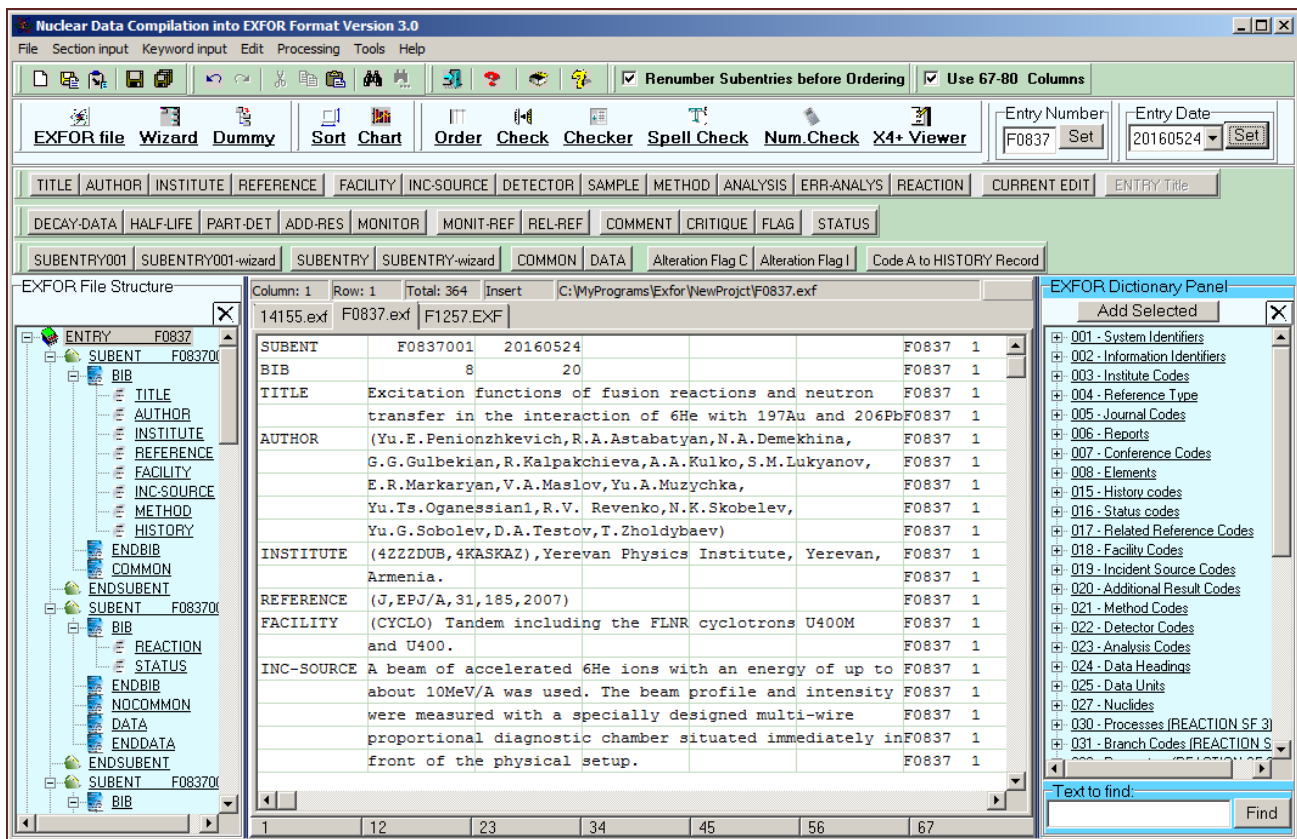 Nuclear Data Compilation into EXFOR Format Version 3.0
File Section input Keyword input Edit Processing Tools Help
Renumber Subentries before Ordering Use 67-80 Columns
EXFOR file Wizard Dummy Sort Chart Order Check Checker Spell Check Num.Check X4+ Viewer
Entry Number
F0837 Set
Entry Date
20160524 Set
TITLE AUTHOR INSTITUTE REFERENCE FACILITY INC-SOURCE DETECTOR SAMPLE METHOD ANALYSIS ERR-ANALYS REACTION CURRENT EDIT ENTRY Title
DECAY-DATA HALF-LIFE PART-DET ADD-RES MONITOR MONIT-REF REL-REF COMMENT CRITIQUE FLAG STATUS
SUBENTRY001 SUBENTRY001-wizard SUBENTRY SUBENTRY-wizard COMMON DATA Alteration Flag C Alteration Flag I Code A to HISTORY Record
EXFOR File Structure
ENTRY F0837
SUBENT F08370
BIB
TITLE
AUTHOR
INSTITUTE
REFERENCE
FACILITY
INC-SOURCE
METHOD
HISTORY
ENDBIB
COMMON
ENDSUBENT
SUBENT F08370
BIB
REACTION
STATUS
ENDBIB
NOCOMMON
DATA
ENDDATA
ENDSUBENT
SUBENT F08370
BIB
Column: 1 Row: 1 Total: 364 Insert C:\MyPrograms\Exfor\NewProjct\F0837.exf
14155.exf F0837.exf F1257.EXF
SUBENT F0837001 20160524 F0837 1
BIB 8 20 F0837 1
TITLE Excitation functions of fusion reactions and neutron F0837 1
transfer in the interaction of 6He with 197Au and 206PbF0837 1
AUTHOR (Yu.E.Penionzhkevich,R.A.Astabatyan,N.A.Demekhina, F0837 1
G.G.Gulbekian,R.Kalpakchieva,A.A.Kulko,S.M.Lukyanov, F0837 1
E.R.Markaryan,V.A.Maslov,Yu.A.Muzychka, F0837 1
Yu.Ts.Oganessian1,R.V. Revenko,N.K.Skobelev, F0837 1
Yu.G.Sobolev,D.A.Testov,T.Zholdybaev) F0837 1
INSTITUTE (4ZZZDUB,4KASKAZ),Yerevan Physics Institute, Yerevan, F0837 1
Armenia. F0837 1
REFERENCE (J,EPJ/A,31,185,2007) F0837 1
FACILITY (CYCLO) Tandem including the FLNR cyclotrons U400M F0837 1
and U400. F0837 1
INC-SOURCE A beam of accelerated 6He ions with an energy of up to F0837 1
about 10MeV/A was used. The beam profile and intensity F0837 1
were measured with a specially designed multi-wire F0837 1
proportional diagnostic chamber situated immediately inF0837 1
front of the physical setup. F0837 1
1 12 23 34 45 56 67
EXFOR Dictionary Panel
Add Selected
001 - System Identifiers
002 - Information Identifiers
003 - Institute Codes
004 - Reference Type
005 - Journal Codes
006 - Reports
007 - Conference Codes
008 - Elements
015 - History codes
016 - Status codes
017 - Related Reference Codes
018 - Facility Codes
019 - Incident Source Codes
020 - Additional Result Codes
021 - Method Codes
022 - Detector Codes
023 - Analysis Codes
024 - Data Headings
025 - Data Units
027 - Nuclides
030 - Processes (REACTION SF 3)
031 - Branch Codes (REACTION S
Text to find:
Find